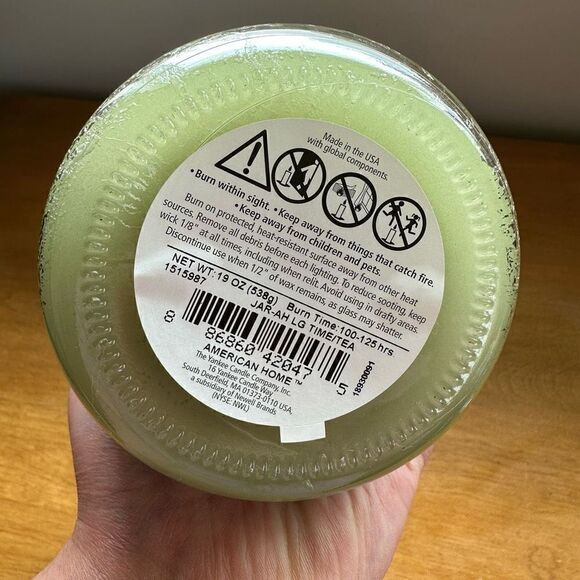 Made in the USA
with global components.
• Burn within sight. • Keep away from things that catch fire.
• Keep away from children and pets.
Burn on protected, heat-resistant surface away from other heat
sources. Remove all debris before each lighting. To reduce sooting, keep
wick 1/8" at all times, including when relit. Avoid using in drafty areas.
Discontinue use when 1/2" of wax remains, as glass may shatter.
NET WT: 19 OZ (538g) Burn Time:100-125 hrs
1515987
JAR-AH LG TIME/TEA
8 86860 42047 5
18930091
AMERICAN HOME™
The Yankee Candle Company, Inc.
16 Yankee Candle Way
South Deerfield, MA 01373-0110 USA,
a subsidiary of Newell Brands
(NYSE: NWL)